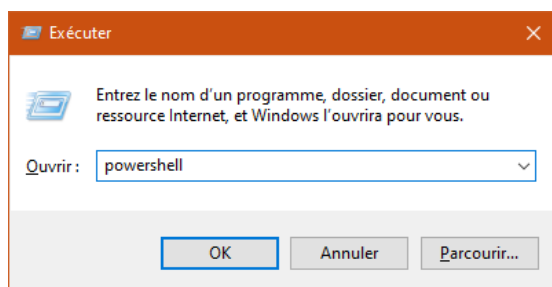 Exécuter
Entrez le nom d'un programme, dossier, document ou
ressource Internet, et Windows l'ouvrira pour vous.
Ouvrir : powershell
OK Annuler Parcourir...